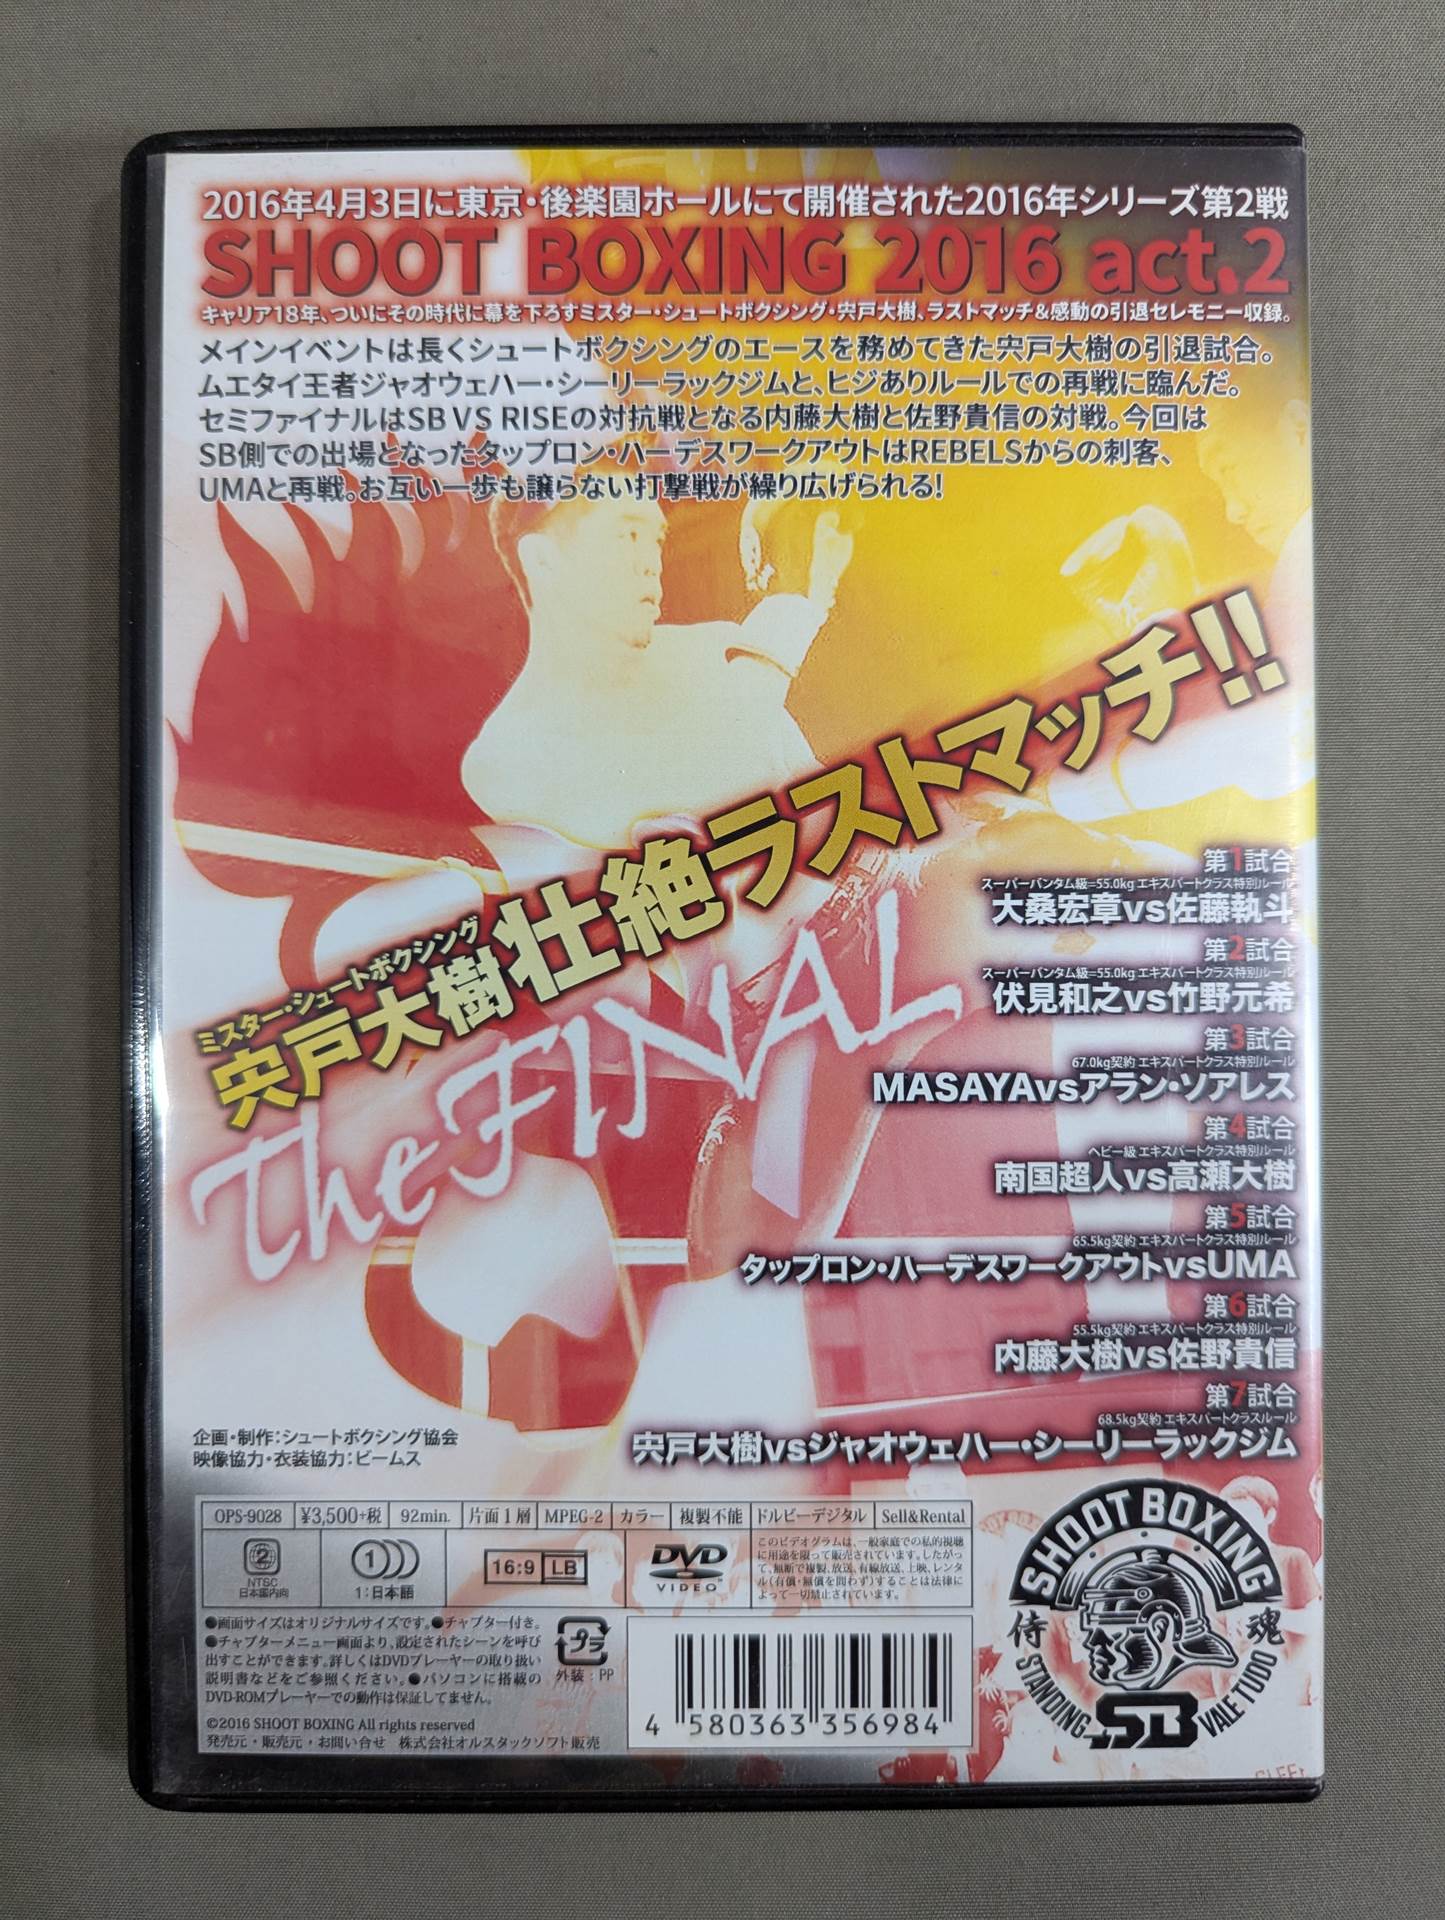 2016年4月3日に東京・後楽園ホールにて開催された2016年シリーズ第2戦
SHOOT BOXING 2016 act.2
キャリア18年、ついにその時代に幕を下ろすミスター・シュートボクシング・宍戸大樹、ラストマッチ&感動の引退セレモニー収録。
メインイベントは長くシュートボクシングのエースを務めてきた宍戸大樹の引退試合。
ムエタイ王者ジャオウェハー・シーリーラックジムと、ヒジありルールでの再戦に臨んだ。
セミファイナルはSB VS RISEの対抗戦となる内藤大樹と佐野貴信の対戦。今回は
SB側での出場となったタップロン・ハーデスワークアウトはREBELSからの刺客、
UMAと再戦。お互い一歩も譲らない打撃戦が繰り広げられる!
ミスター・シュートボクシング
宍戸大樹壮絶ラストマッチ!!
the FINAL
第1試合
スーパーバンタム級=55.0kg エキスパートクラス特別ルール
大桑宏彰vs佐藤執斗
第2試合
スーパーバンタム級=55.0kg エキスパートクラス特別ルール
伏見和之vs竹野元希
第3試合
67.0kg契約 エキスパートクラス特別ルール
MASAYAvsアラン・ソアレス
第4試合
ヘビー級 エキスパートクラス特別ルール
南国超人vs高瀬大樹
第5試合
65.5kg契約 エキスパートクラス特別ルール
タップロン・ハーデスワークアウトvsUMA
第6試合
55.5kg契約 エキスパートクラス特別ルール
内藤大樹vs佐野貴信
第7試合
68.5kg契約 エキスパートクラスルール
宍戸大樹vsジャオウェハー・シーリーラックジム
企画・制作:シュートボクシング協会
映像協力・衣装協力:ビームス
OPS-9028 ¥3,500+税 92min. 片面1層 MPEG-2 カラー 複製不能 ドルビーデジタル Sell&Rental
2
NTSC
日本国内向
1
1:日本語
16:9 LB
DVD
VIDEO
このビデオグラムは、一般家庭での私的視聴
に用途を限って販売されています。したがっ
て、無断で複製、放送、有線放送、上映、レンタ
ル(有償・無償を問わず)することは法律に
よって一切禁止されています。
●画面サイズはオリジナルサイズです。●チャプター付き。
●チャプターメニュー画面より、設定されたシーンを呼び
出すことができます。詳しくはDVDプレーヤーの取り扱い
説明書などをご参照ください。●パソコンに搭載の
DVD-ROMプレーヤーでの動作は保証してません。
プラ
外装:PP
©2016 SHOOT BOXING All rights reserved
発売元・販売元・お問い合せ 株式会社オルスタックソフト販売
4 580363 356984
SHOOT BOXING
侍 魂
STANDING VALE TUDO
SB